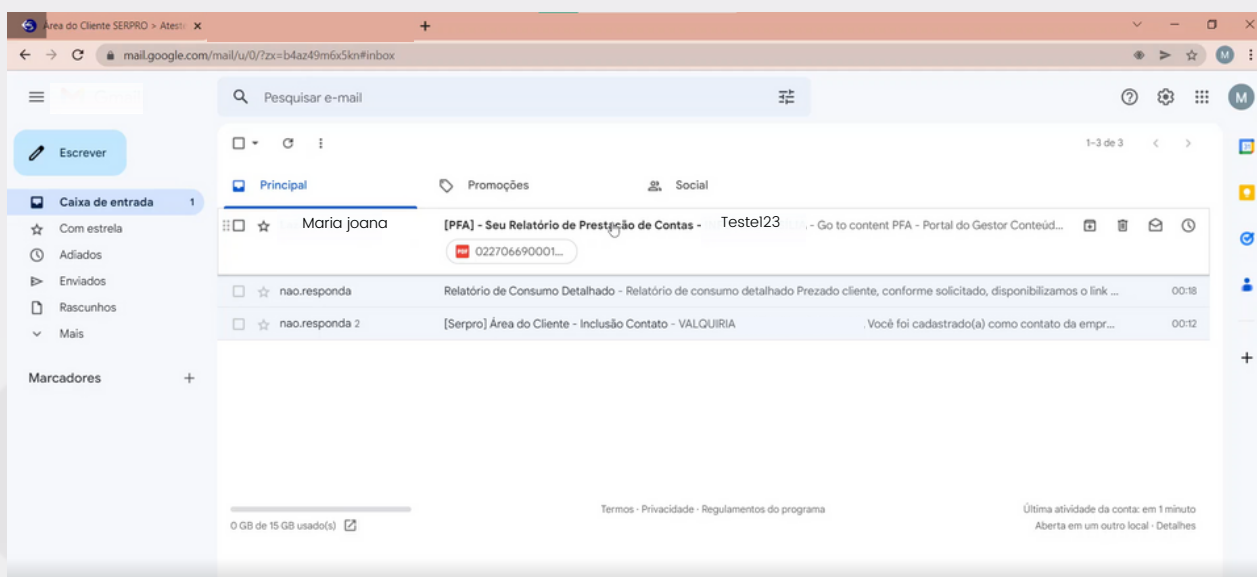 Área do Cliente SERPRO > Atest
mail.google.com/mail/u/0/?zx=b4az49m6x5kn#inbox
M
Pesquisar e-mail
M
Escrever
1–3 de 3
Principal
Promoções
Social
Caixa de entrada 1
Com estrela
Adiados
Enviados
Rascunhos
Mais
Marcadores
Maria joana [PFA] - Seu Relatório de Prestação de Contas - Teste123 - Go to content PFA - Portal do Gestor Conteúd...
PDF 022706690001...
nao.responda Relatório de Consumo Detalhado - Relatório de consumo detalhado Prezado cliente, conforme solicitado, disponibilizamos o link ... 00:18
nao.responda 2 [Serpro] Área do Cliente - Inclusão Contato - VALQUIRIA . Você foi cadastrado(a) como contato da empr... 00:12
0 GB de 15 GB usado(s)
Termos · Privacidade · Regulamentos do programa
Última atividade da conta: em 1 minuto
Aberta em um outro local · Detalhes